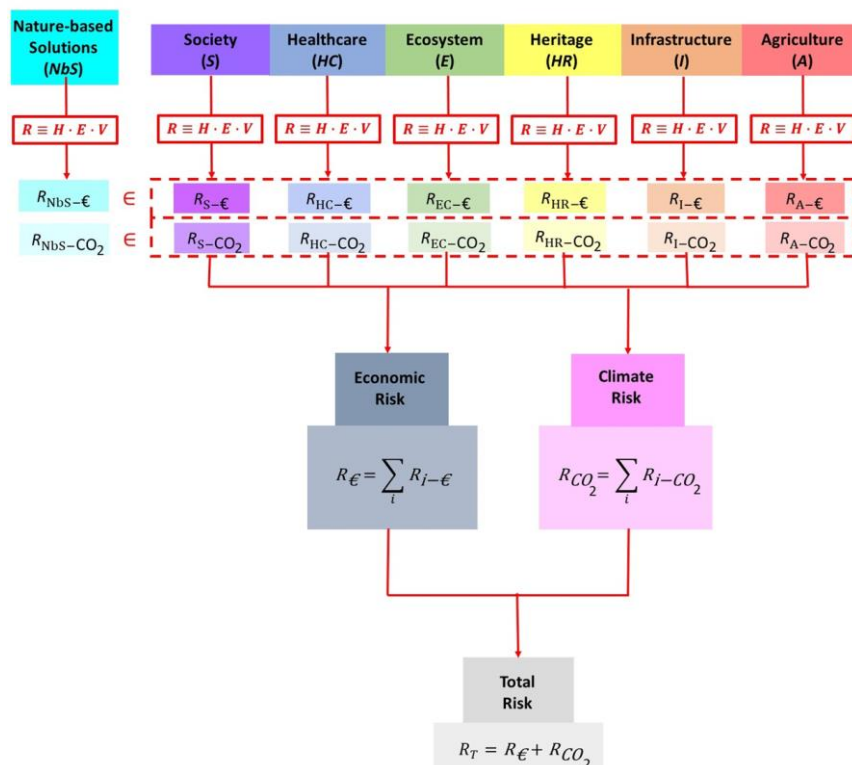 Nature-based
Solutions
(NbS)
Society
(S)
Healthcare
(HC)
Ecosystem
(E)
Heritage
(HR)
Infrastructure
(I)
Agriculture
(A)
R ≡ H · E · V
R ≡ H · E · V
R ≡ H · E · V
R ≡ H · E · V
R ≡ H · E · V
R ≡ H · E · V
R ≡ H · E · V
R_NbS−€ ∈ R_S−€ R_HC−€ R_EC−€ R_HR−€ R_I−€ R_A−€
R_NbS−CO₂ ∈ R_S−CO₂ R_HC−CO₂ R_EC−CO₂ R_HR−CO₂ R_I−CO₂ R_A−CO₂
Economic
Risk
R_€ = ∑_i R_i−€
Climate
Risk
R_CO₂ = ∑_i R_i−CO₂
Total
Risk
R_T = R_€ + R_CO₂